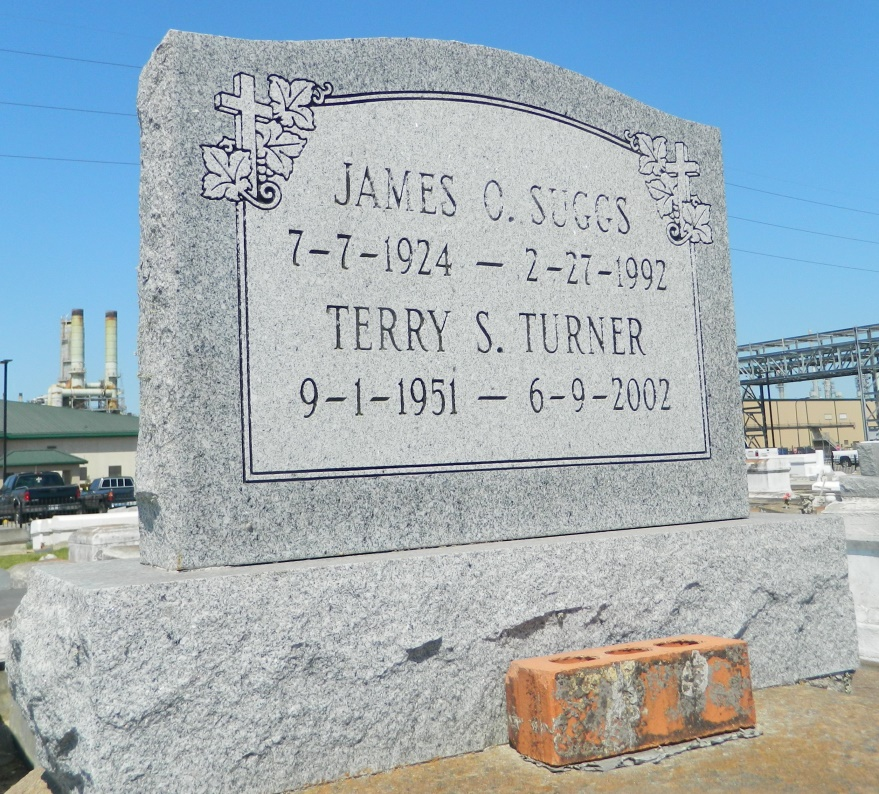 JAMES O. SUGGS
7-7-1924 - 2-27-1992
TERRY S. TURNER
9-1-1951 - 6-9-2002